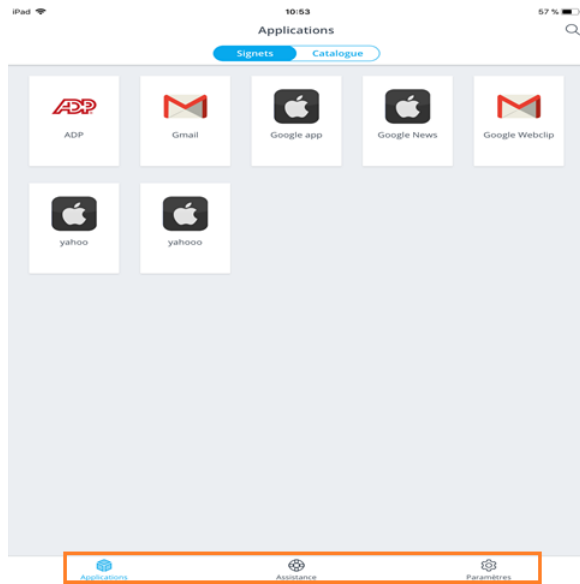 iPad 10:53 57 %
Applications
Signets Catalogue
ADP
ADP Gmail Google app Google News Google Webclip
yahoo yahooo
Applications Assistance Paramètres